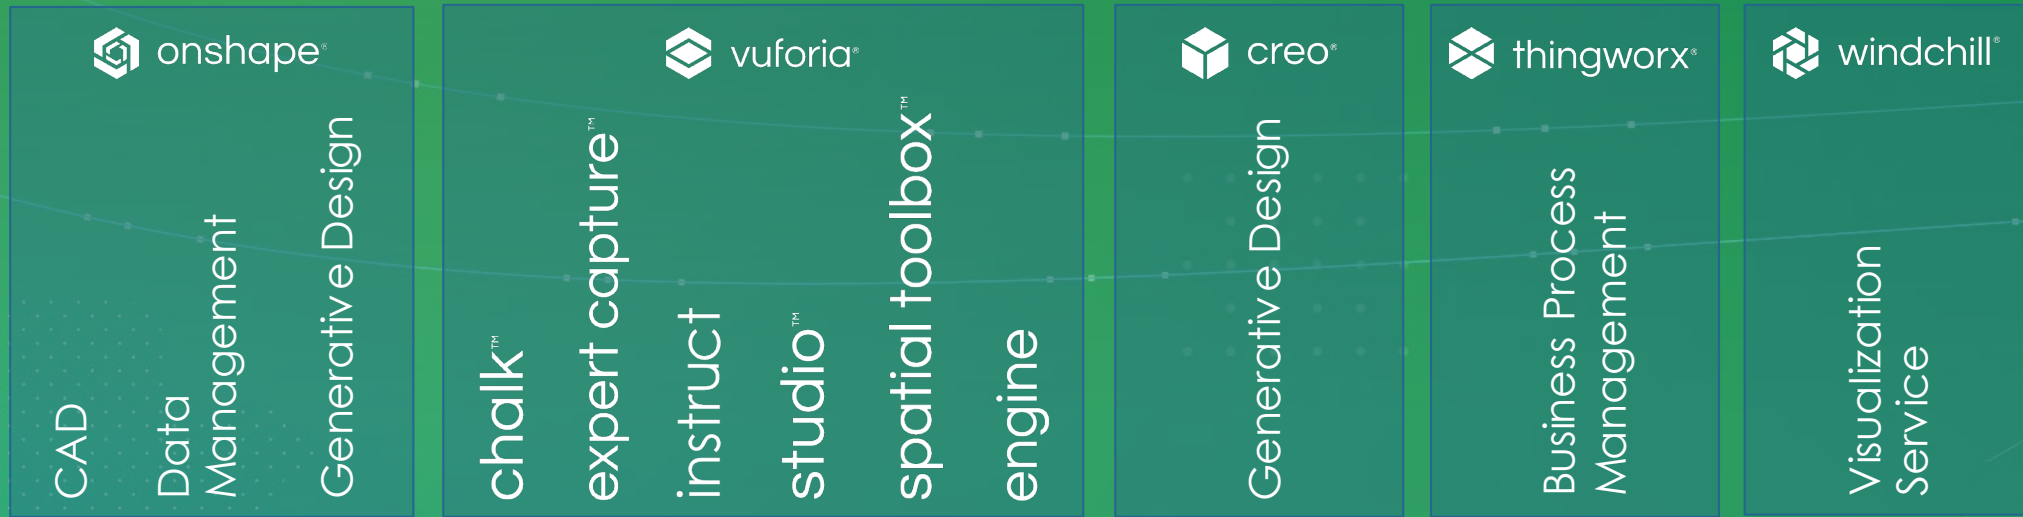 onshape®
CAD
Data
Management
Generative Design
vuforia®
chalk™
expert capture™
instruct
studio™
spatial toolbox™
engine
creo®
Generative Design
thingworx®
Business Process
Management
windchill®
Visualization
Service